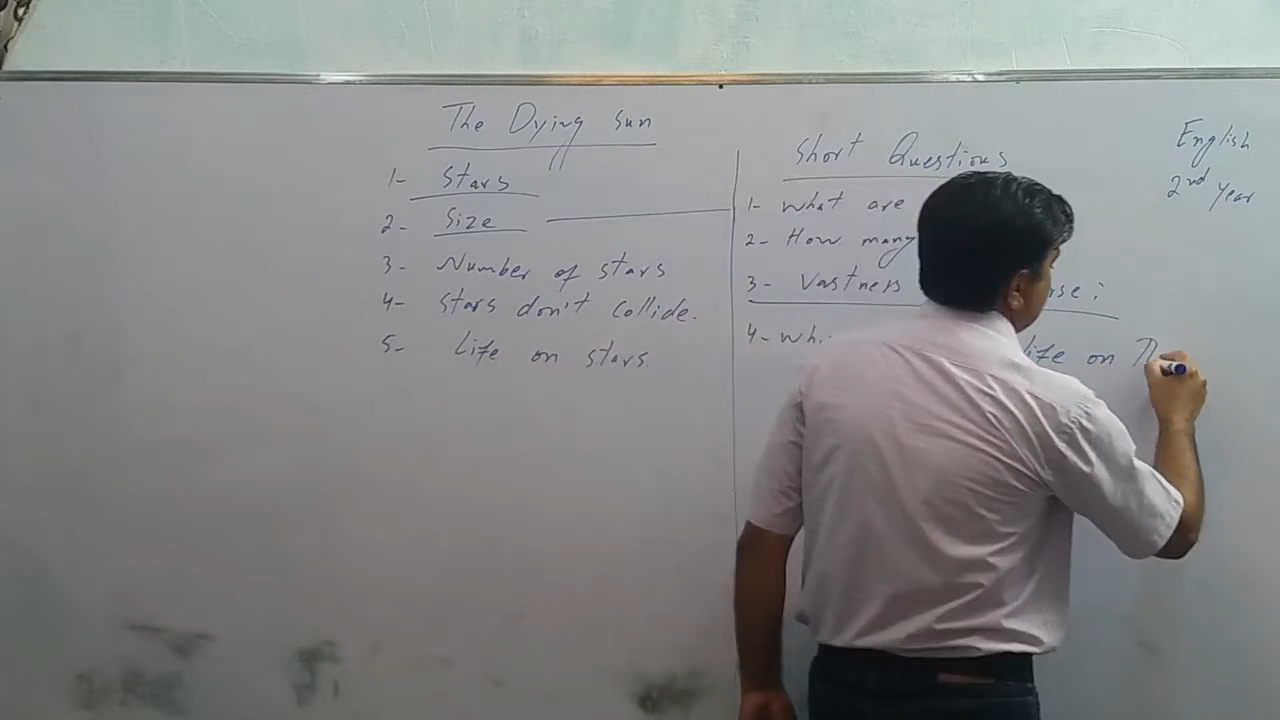 The Dying Sun
1- Stars
2- Size
3- Number of stars
4- Stars don't collide.
5- Life on stars.
Short Questions
1- what are
2- How many
3- Vastness
4- Wh
life on
English
2nd year